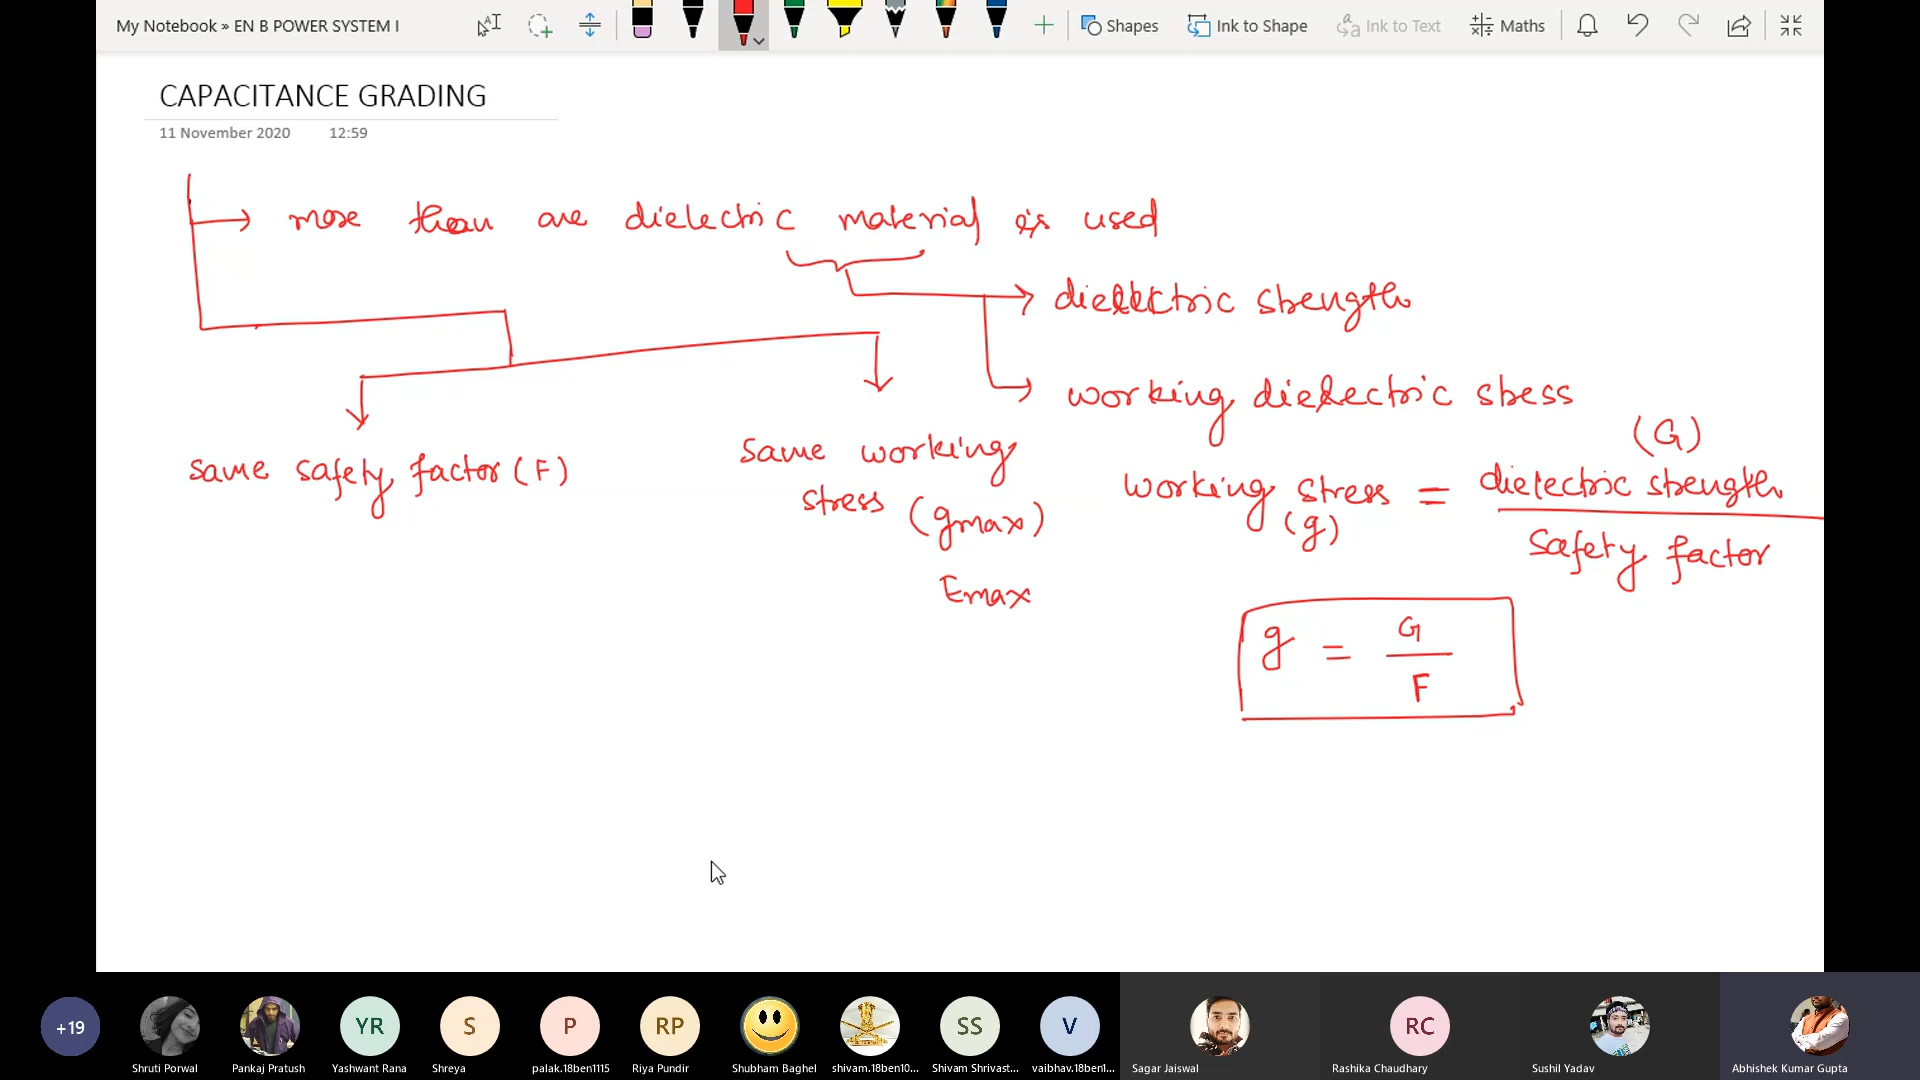 My Notebook » EN B POWER SYSTEM I
Shapes
Ink to Shape
Ink to Text
Maths
CAPACITANCE GRADING
11 November 2020 12:59
more than one dielectric material is used
dielectric strength
working dielectric stress
same safety factor (F)
same working
stress (gmax)
Emax
(G)
working stress = dielectric strength
(g)
safety factor
g = G
F
+19
YR
S
P
RP
SS
V
RC
Shruti Porwal
Pankaj Pratush
Yashwant Rana
Shreya
palak.18ben1115
Riya Pundir
Shubham Baghel
shivam.18ben10...
Shivam Shrivast...
vaibhav.18ben1...
Sagar Jaiswal
Rashika Chaudhary
Sushil Yadav
Abhishek Kumar Gupta